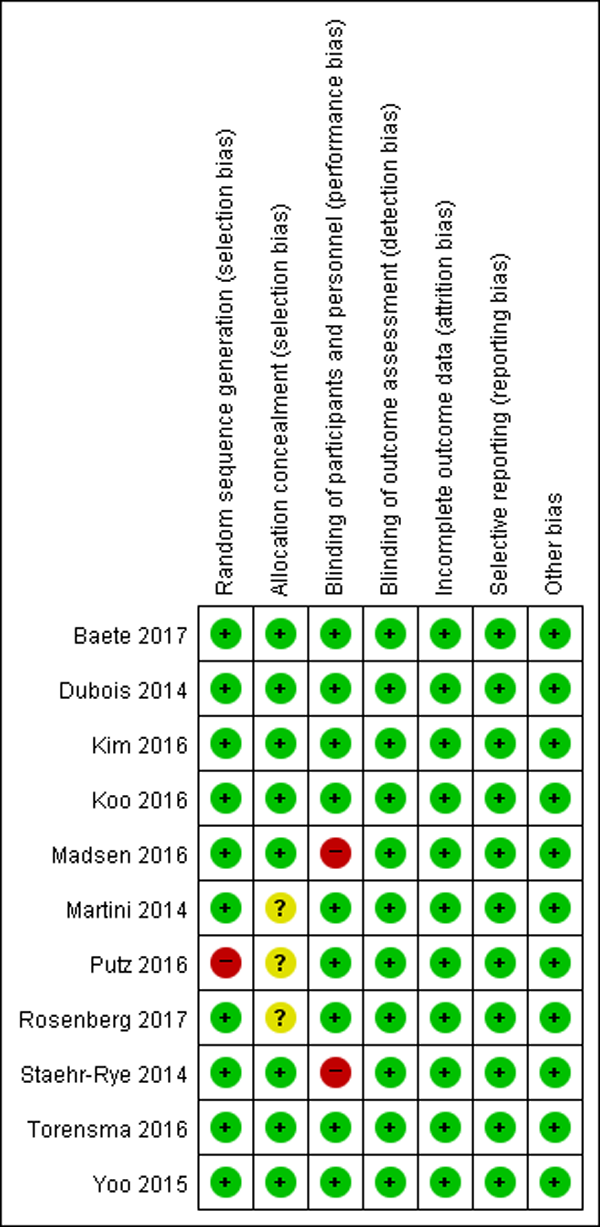 Random sequence generation (selection bias)
Allocation concealment (selection bias)
Blinding of participants and personnel (performance bias)
Blinding of outcome assessment (detection bias)
Incomplete outcome data (attrition bias)
Selective reporting (reporting bias)
Other bias
Baete 2017 + + + + + + +
Dubois 2014 + + + + + + +
Kim 2016 + + + + + + +
Koo 2016 + + + + + + +
Madsen 2016 + + − + + + +
Martini 2014 + ? + + + + +
Putz 2016 − ? + + + + +
Rosenberg 2017 + ? + + + + +
Staehr-Rye 2014 + + − + + + +
Torensma 2016 + + + + + + +
Yoo 2015 + + + + + + +